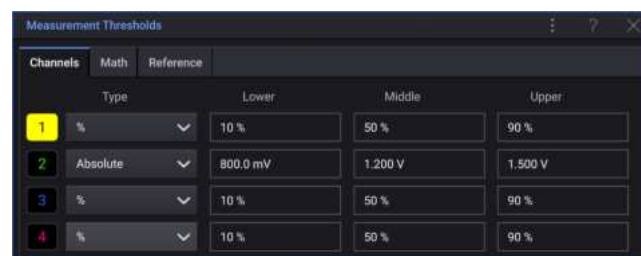 Measurement Thresholds ?
Channels Math Reference
Type Lower Middle Upper
1 % 10 % 50 % 90 %
2 Absolute 800.0 mV 1.200 V 1.500 V
3 % 10 % 50 % 90 %
4 % 10 % 50 % 90 %